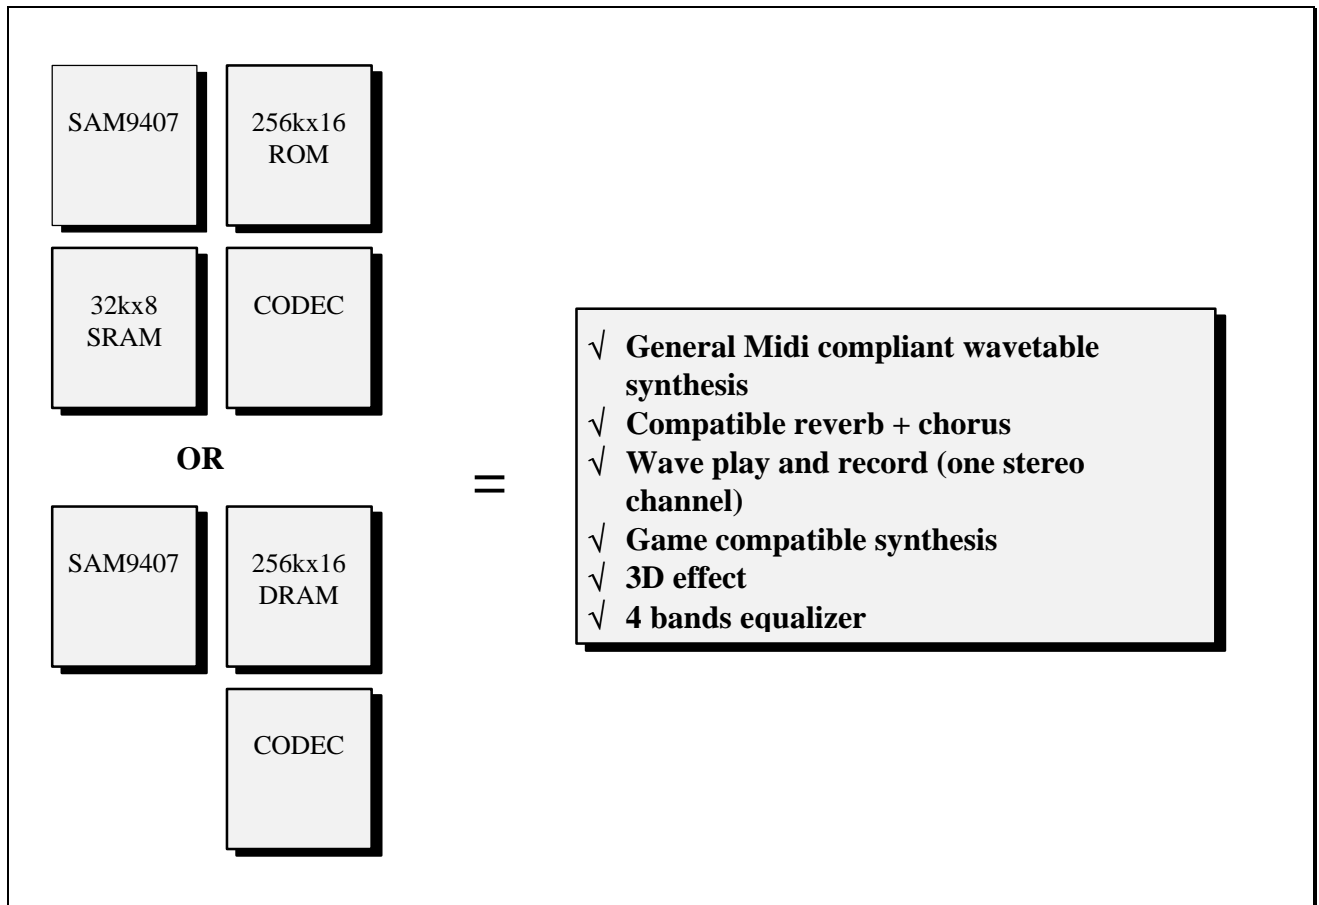 SAM9407
256kx16
ROM
32kx8
SRAM
CODEC
OR
SAM9407
256kx16
DRAM
CODEC
=
√ General Midi compliant wavetable
synthesis
√ Compatible reverb + chorus
√ Wave play and record (one stereo
channel)
√ Game compatible synthesis
√ 3D effect
√ 4 bands equalizer